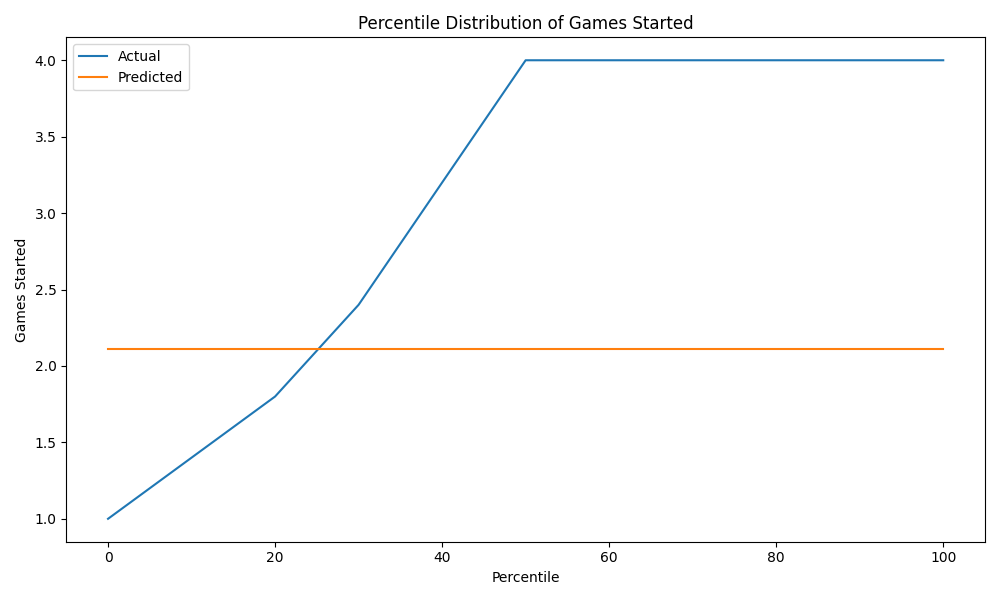 Percentile Distribution of Games Started
Actual
Predicted
4.0
3.5
3.0
2.5
2.0
1.5
1.0
Games Started
0 20 40 60 80 100
Percentile